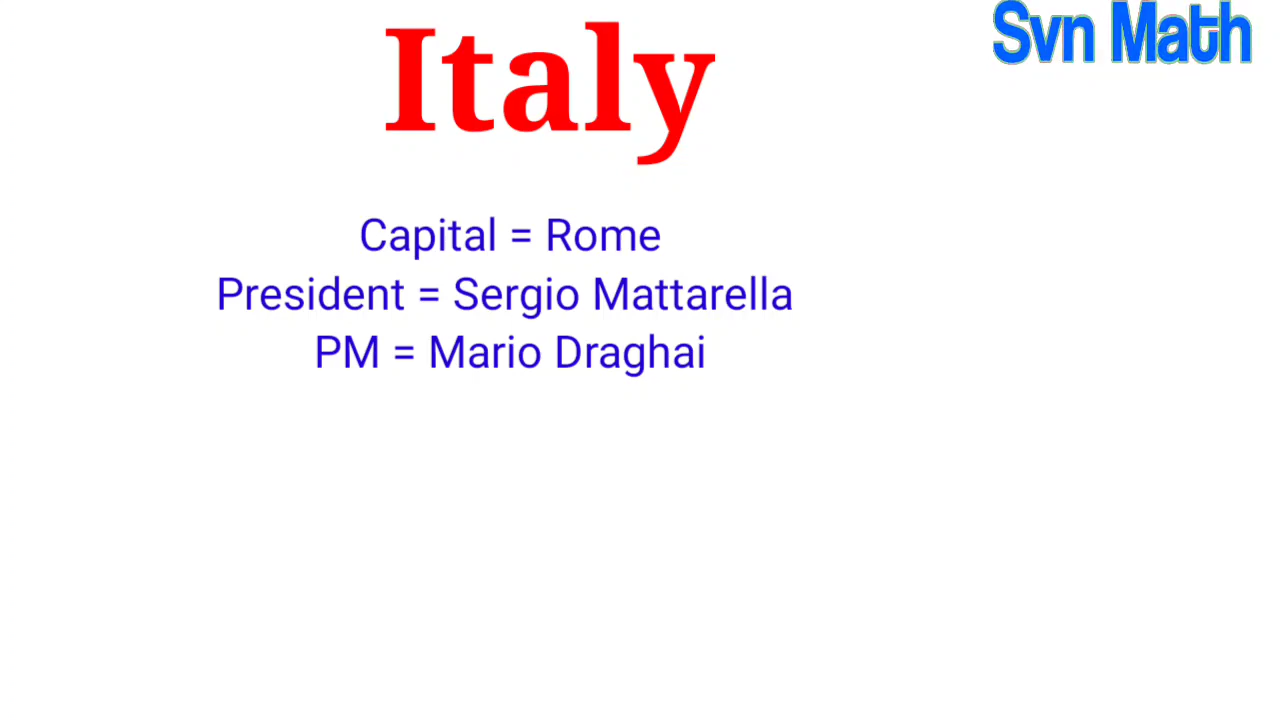 Italy
Svn Math
Capital = Rome
President = Sergio Mattarella
PM = Mario Draghai